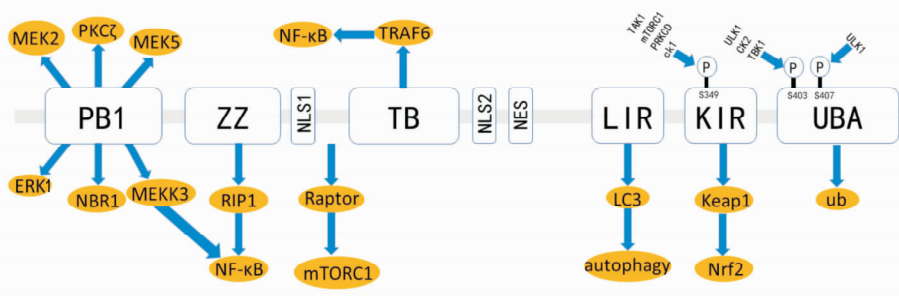 MEK2
PKCζ
MEK5
NF-κB
TRAF6
TAK1
mTORC1
PRKCD
ck1
ULK1
CK2
TBK1
ULK1
P
P
P
S349
S403
S407
PB1
ZZ
NLS1
TB
NLS2
NES
LIR
KIR
UBA
ERK1
NBR1
MEKK3
RIP1
Raptor
LC3
Keap1
ub
NF-κB
mTORC1
autophagy
Nrf2